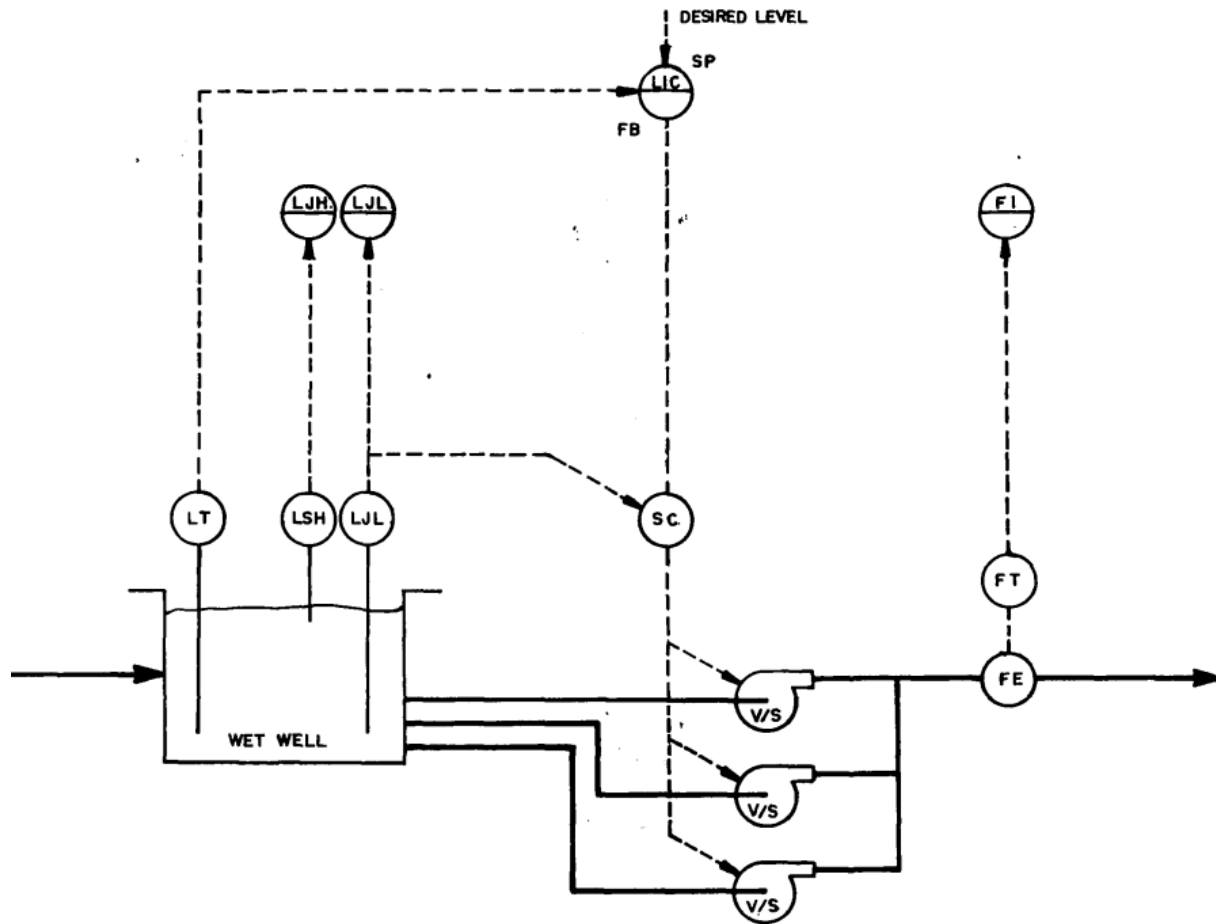 DESIRED LEVEL
SP
LIC
FB
LJH.
LJL
FI
LT
LSH
LJL
SC.
FT
FE
V/S
WET WELL
V/S
V/S